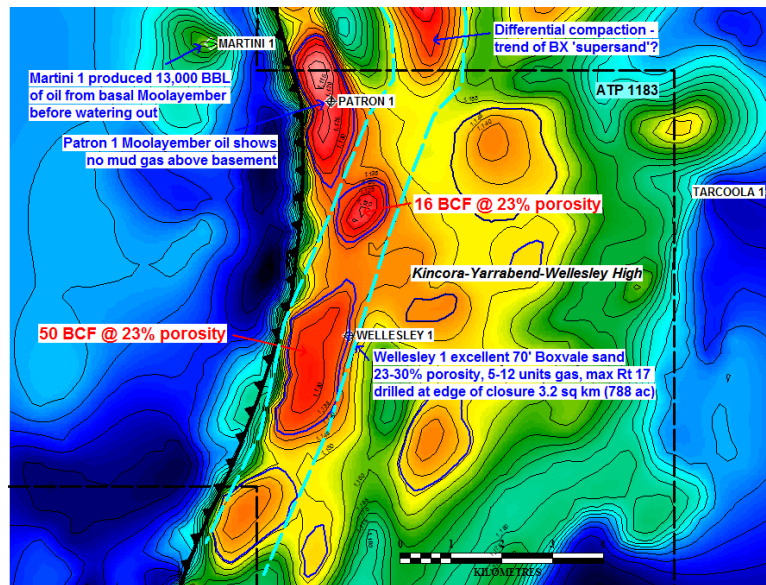 MARTINI 1
Differential compaction -
trend of BX 'supersand'?
Martini 1 produced 13,000 BBL
of oil from basal Moolayember
before watering out
ATP 1183
PATRON 1
Patron 1 Moolayember oil shows
no mud gas above basement
TARCOOLA 1
16 BCF @ 23% porosity
Kincora-Yarrabend-Wellesley High
50 BCF @ 23% porosity
WELLESLEY 1
Wellesley 1 excellent 70' Boxvale sand
23-30% porosity, 5-12 units gas, max Rt 17
drilled at edge of closure 3.2 sq km (788 ac)
0 1 2 3
KILOMETRES